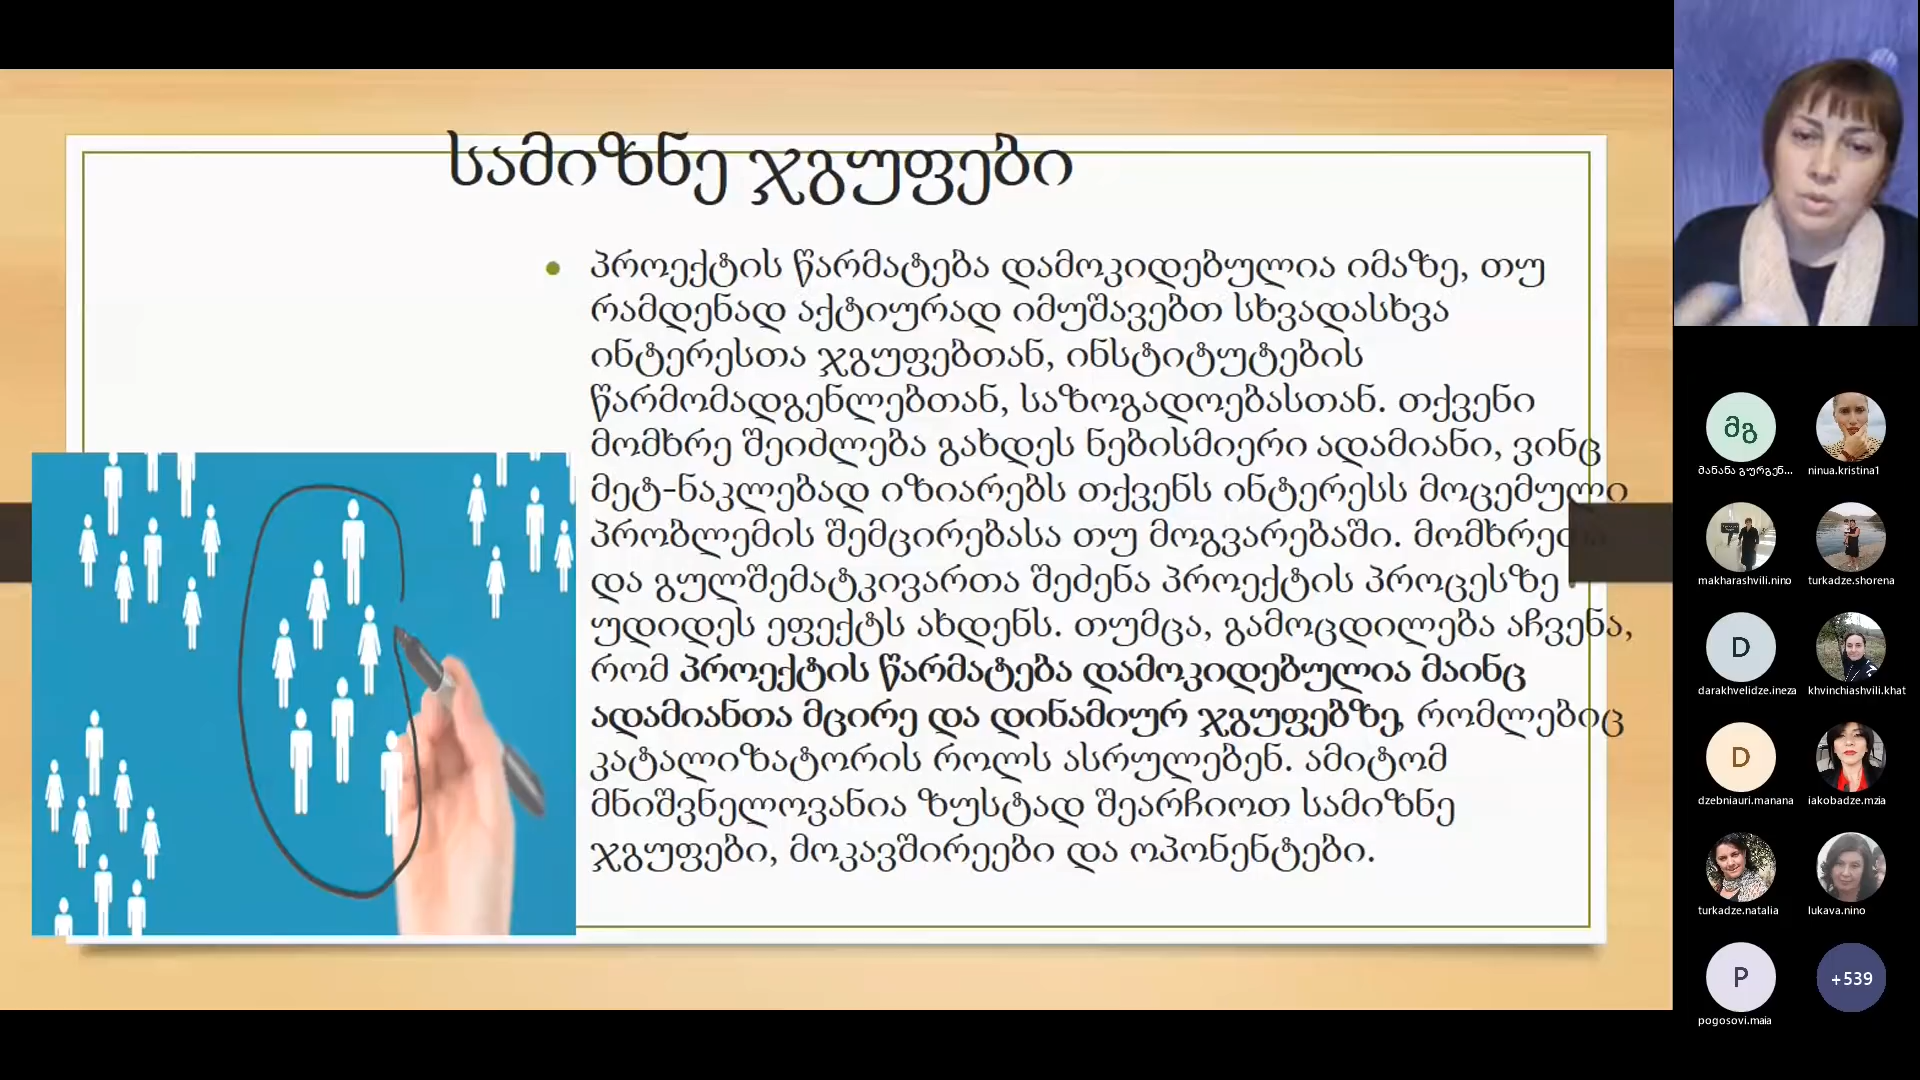 სამიზნე ჯგუფები
პროექტის წარმატება დამოკიდებულია იმაზე, თუ
რამდენად აქტიურად იმუშავებთ სხვადასხვა
ინტერესთა ჯგუფებთან, ინსტიტუტების
წარმომადგენლებთან, საზოგადოებასთან. თქვენი
მომხრე შეიძლება გახდეს ნებისმიერი ადამიანი, ვინც
მეტ-ნაკლებად იზიარებს თქვენს ინტერესს მოცემული
პრობლემის შემცირებასა თუ მოგვარებაში. მომხრეთა
და გულშემატკივართა შეძენა პროექტის პროცესზე
უდიდეს ეფექტს ახდენს. თუმცა, გამოცდილება აჩვენა,
რომ პროექტის წარმატება დამოკიდებულია მაინც
ადამიანთა მცირე და დინამიურ ჯგუფებზე, რომლებიც
კატალიზატორის როლს ასრულებენ. ამიტომ
მნიშვნელოვანია ზუსტად შეარჩიოთ სამიზნე
ჯგუფები, მოკავშირეები და ოპონენტები.
მგ
მანანა გურგენ...
ninua.kristina1
makharashvili.nino
turkadze.shorena
D
darakhvelidze.ineza
khvinchiashvili.khat
D
dzebniauri.manana
iakobadze.mzia
turkadze.natalia
lukava.nino
P
+539
pogosovi.maia